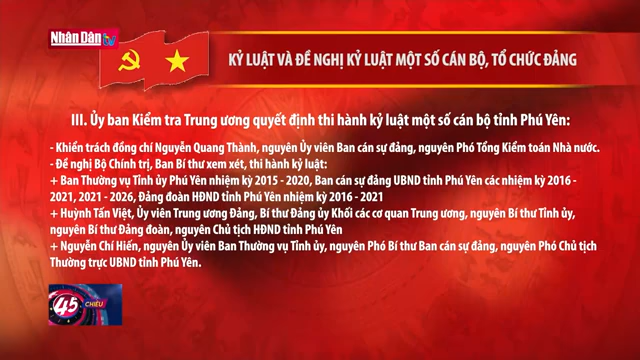 Nhân Dân tv
KỶ LUẬT VÀ ĐỀ NGHỊ KỶ LUẬT MỘT SỐ CÁN BỘ, TỔ CHỨC ĐẢNG
III. Ủy ban Kiểm tra Trung ương quyết định thi hành kỷ luật một số cán bộ tỉnh Phú Yên:
- Khiển trách đồng chí Nguyễn Quang Thành, nguyên Ủy viên Ban cán sự đảng, nguyên Phó Tổng Kiểm toán Nhà nước.
- Đề nghị Bộ Chính trị, Ban Bí thư xem xét, thi hành kỷ luật:
+ Ban Thường vụ Tỉnh ủy Phú Yên nhiệm kỳ 2015 - 2020, Ban cán sự đảng UBND tỉnh Phú Yên các nhiệm kỳ 2016 -
2021, 2021 - 2026, Đảng đoàn HĐND tỉnh Phú Yên nhiệm kỳ 2016 - 2021
+ Huỳnh Tấn Việt, Ủy viên Trung ương Đảng, Bí thư Đảng ủy Khối các cơ quan Trung ương, nguyên Bí thư Tỉnh ủy,
nguyên Bí thư Đảng đoàn, nguyên Chủ tịch HĐND tỉnh Phú Yên
+ Nguyễn Chí Hiến, nguyên Ủy viên Ban Thường vụ Tỉnh ủy, nguyên Phó Bí thư Ban cán sự đảng, nguyên Phó Chủ tịch
Thường trực UBND tỉnh Phú Yên.
45 CHIỀU